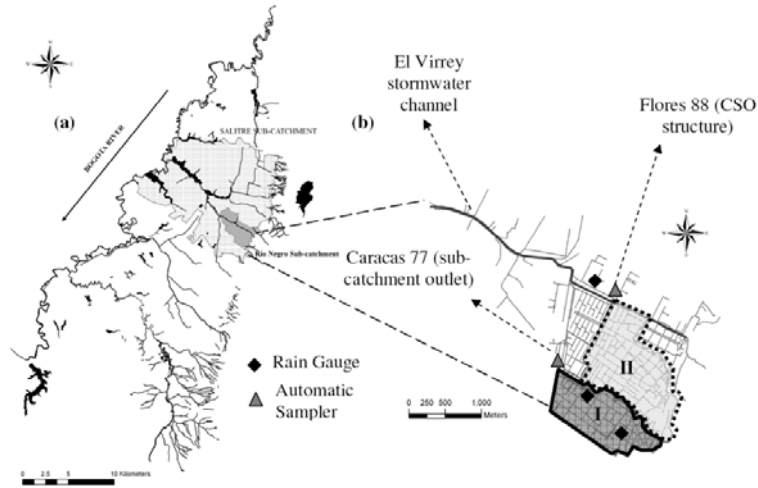 El Virrey
stormwater
channel
Flores 88 (CSO
structure)
(a)
(b)
SALITRE SUB-CATCHMENT
BOGOTA RIVER
Rio Negro Sub-catchment
Caracas 77 (sub-
catchment outlet)
II
I
Rain Gauge
Automatic
Sampler
0 250 500 1,000
Meters
0 2.5 5 10 Kilometers